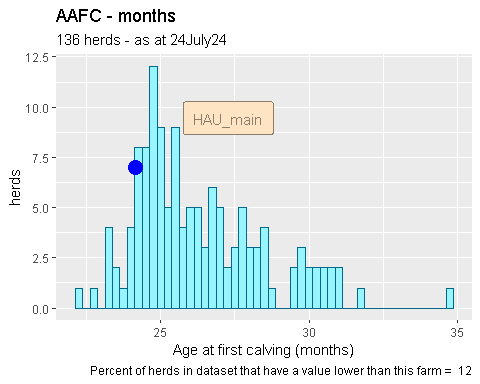 AAFC - months
136 herds - as at 24July24
12.5
10.0
7.5
5.0
2.5
0.0
herds
HAU_main
25
30
35
Age at first calving (months)
Percent of herds in dataset that have a value lower than this farm = 12